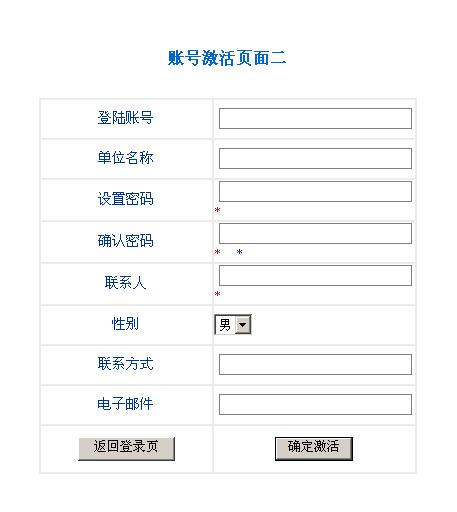 账号激活页面二
登陆账号
单位名称
设置密码
*
确认密码
* *
联系人
*
性别 男
联系方式
电子邮件
返回登录页 确定激活